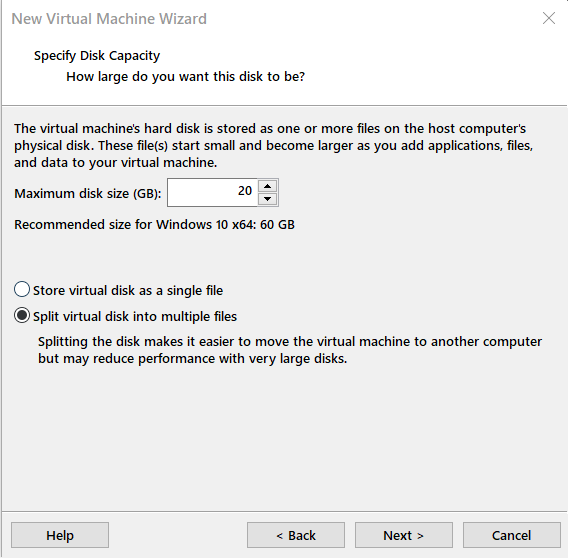 New Virtual Machine Wizard
Specify Disk Capacity
How large do you want this disk to be?
The virtual machine's hard disk is stored as one or more files on the host computer's
physical disk. These file(s) start small and become larger as you add applications, files,
and data to your virtual machine.
Maximum disk size (GB): 20
Recommended size for Windows 10 x64: 60 GB
Store virtual disk as a single file
Split virtual disk into multiple files
Splitting the disk makes it easier to move the virtual machine to another computer
but may reduce performance with very large disks.
Help < Back Next > Cancel